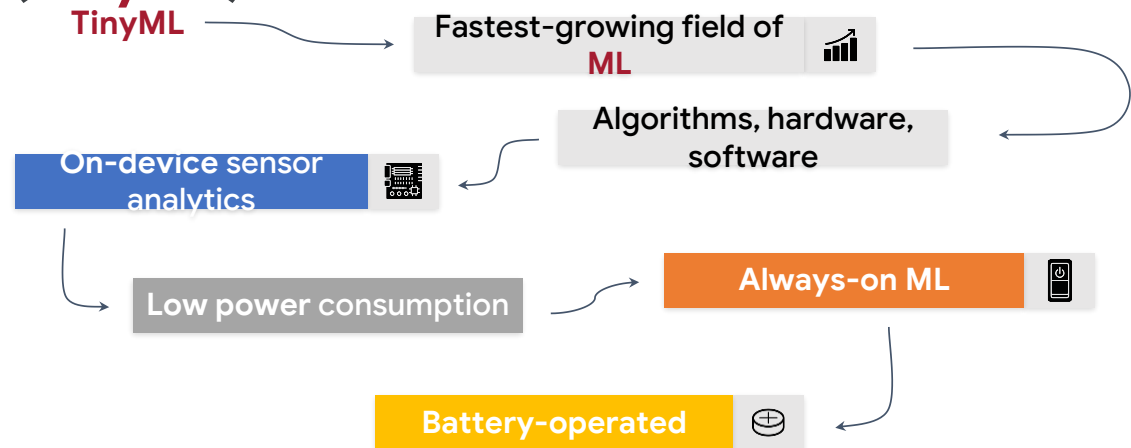 TinyML
Fastest-growing field of
ML
Algorithms, hardware,
software
On-device sensor
analytics
Low power consumption
Always-on ML
Battery-operated